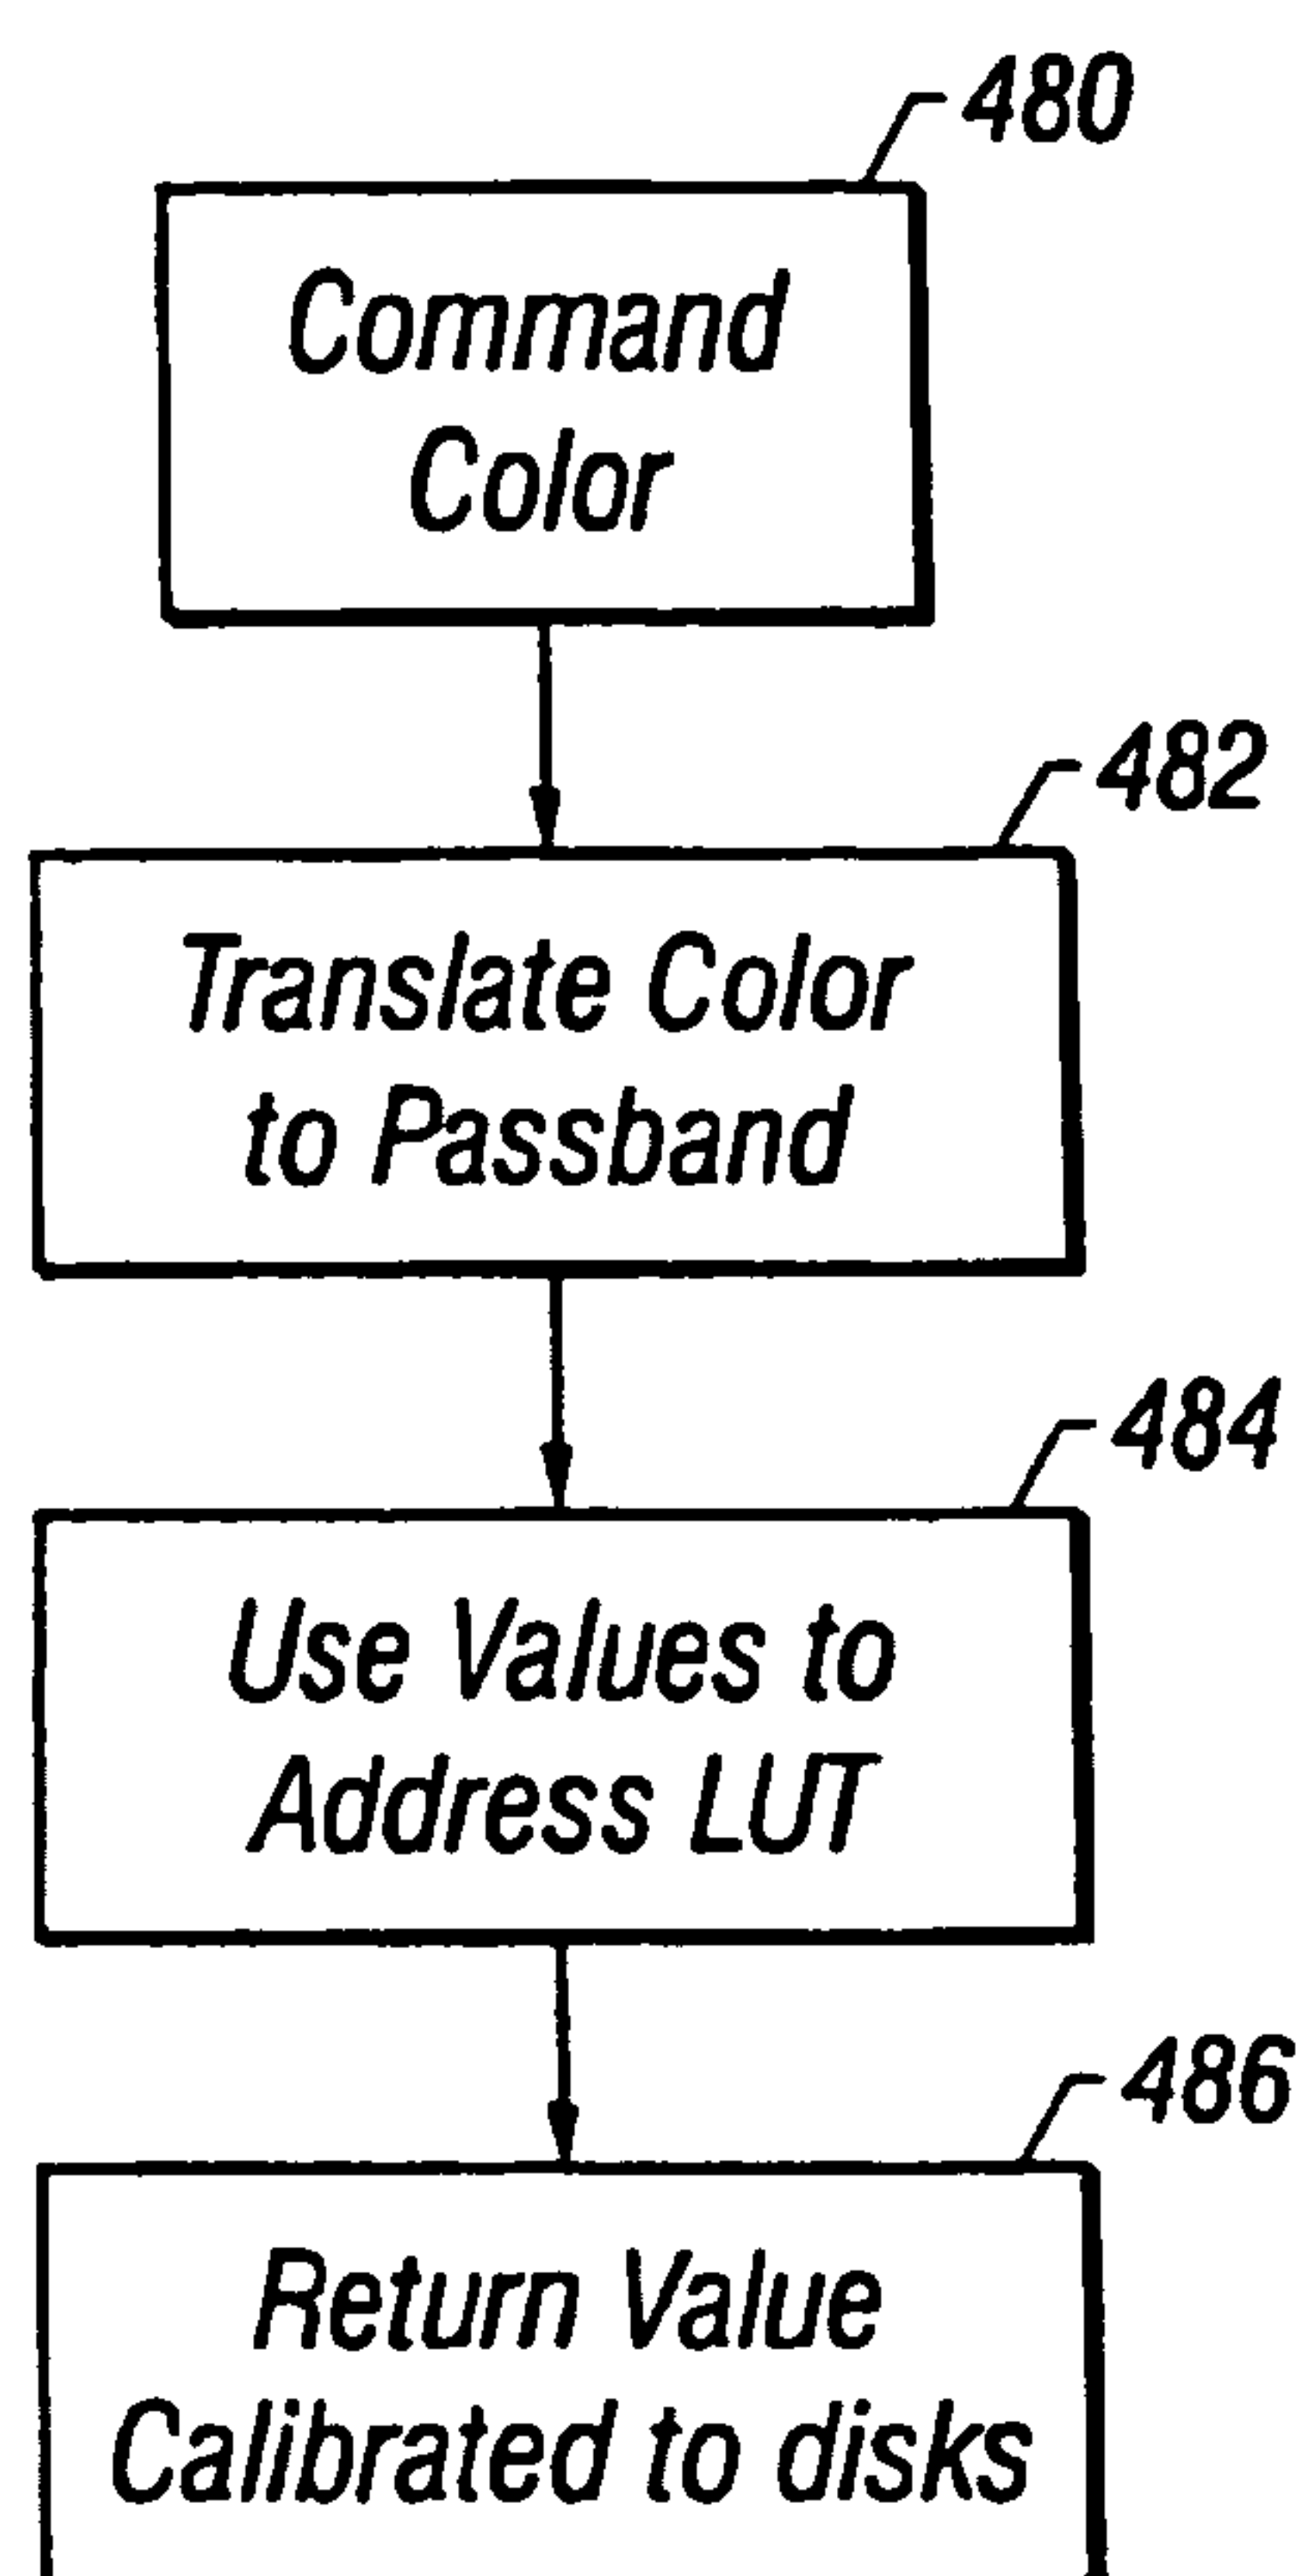 480
Command
Color
482
Translate Color
to Passband
484
Use Values to
Address LUT
486
Return Value
Calibrated to disks